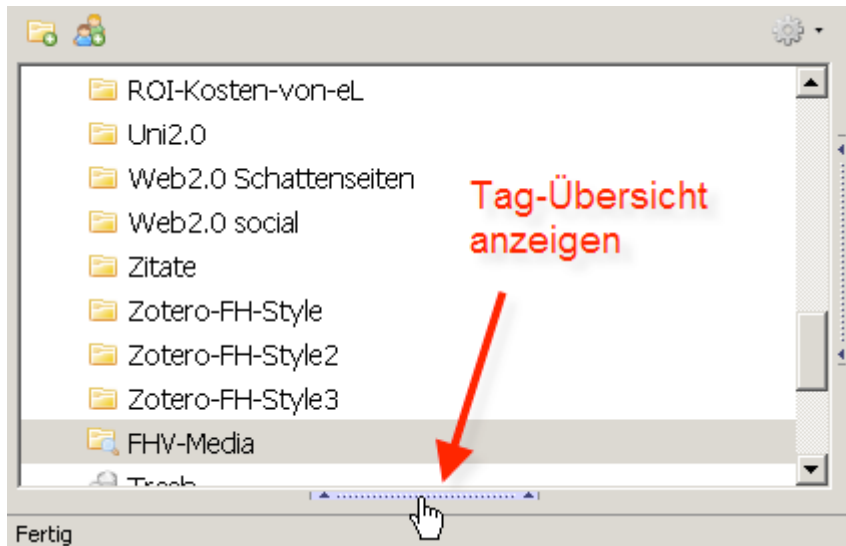 ROI-Kosten-von-eL
Uni2.0
Web2.0 Schattenseiten
Web2.0 social
Zitate
Zotero-FH-Style
Zotero-FH-Style2
Zotero-FH-Style3
FHV-Media
Trash
Tag-Übersicht
anzeigen
Fertig